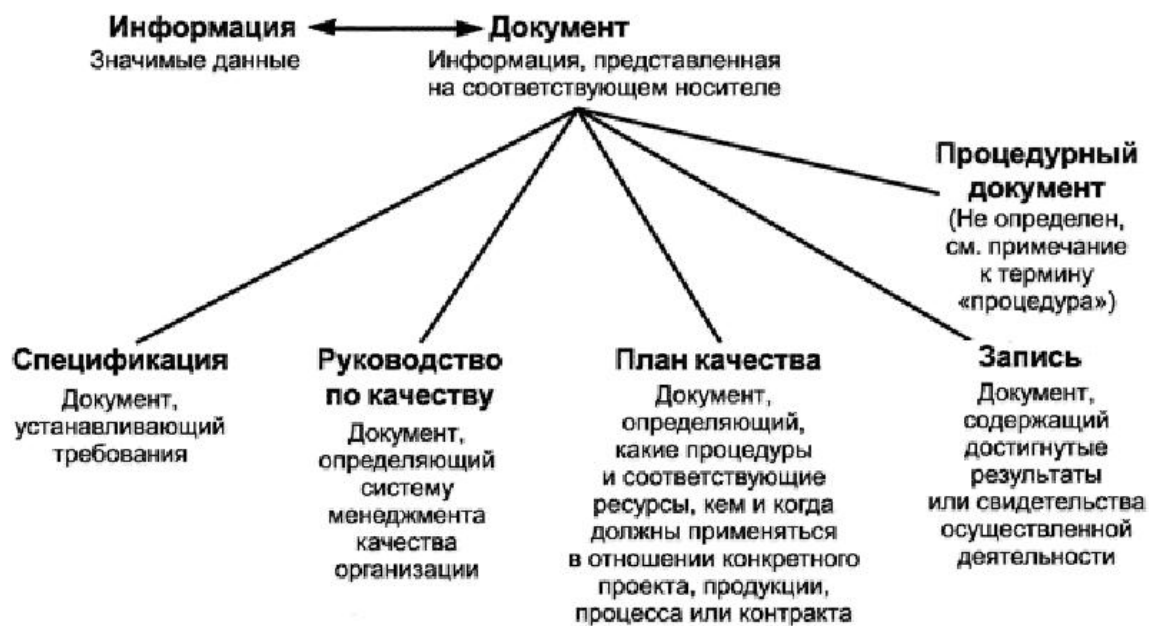 Информация
Значимые данные
Документ
Информация, представленная
на соответствующем носителе
Процедурный
документ
(Не определен,
см. примечание
к термину
«процедура»)
Спецификация
Документ,
устанавливающий
требования
Руководство
по качеству
Документ,
определяющий
систему
менеджмента
качества
организации
План качества
Документ,
определяющий,
какие процедуры
и соответствующие
ресурсы, кем и когда
должны применяться
в отношении конкретного
проекта, продукции,
процесса или контракта
Запись
Документ,
содержащий
достигнутые
результаты
или свидетельства
осуществленной
деятельности